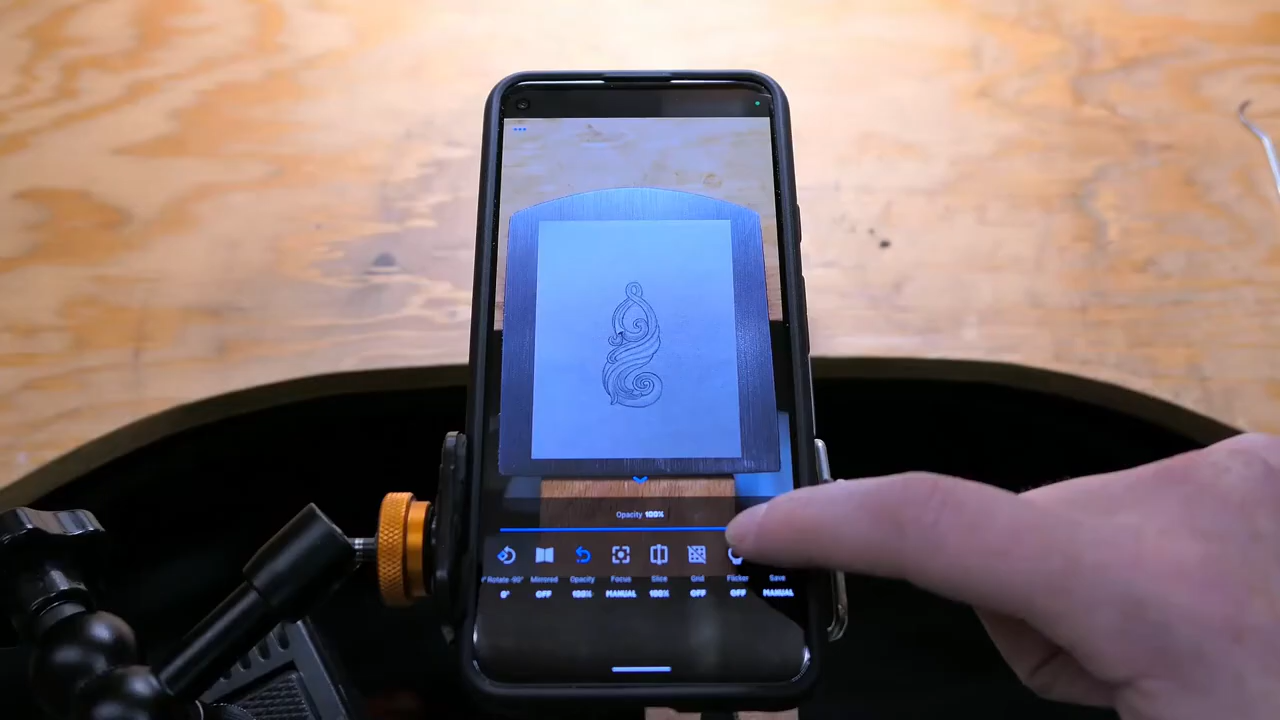 Opacity 100%
Rotate -90° Mirrored Opacity Focus Slice Grid Flicker Save
0° OFF 100% MANUAL 100% OFF OFF MANUAL